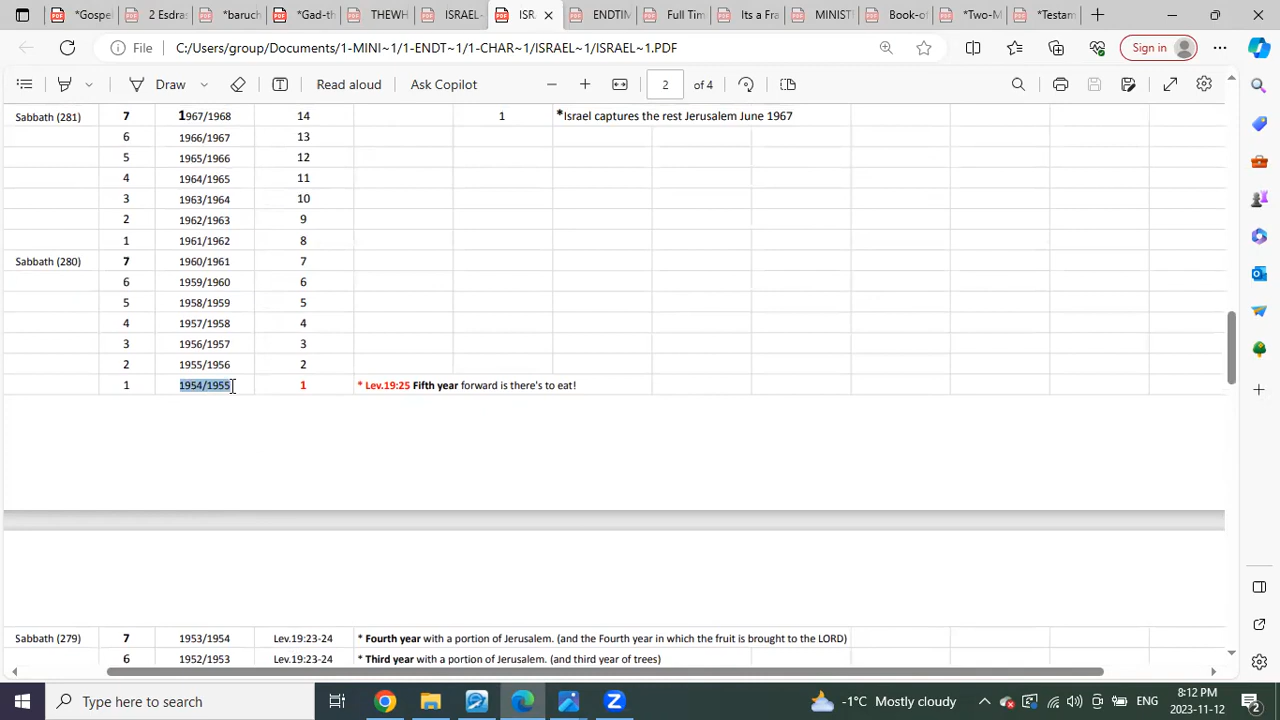 *Gospel
2 Esdras
*baruch
*Gad-th
THEWH
ISRAEL-
ISR
ENDTIM
Full Tim
Its a Fra
MINIST
Book-of
*Two-M
*Testam
File
C:/Users/group/Documents/1-MINI~1/1-ENDT~1/1-CHAR~1/ISRAEL~1/ISRAEL~1.PDF
Sign in
Draw
Read aloud
Ask Copilot
2 of 4
Sabbath (281) 7 1967/1968 14 1 *Israel captures the rest Jerusalem June 1967
6 1966/1967 13
5 1965/1966 12
4 1964/1965 11
3 1963/1964 10
2 1962/1963 9
1 1961/1962 8
Sabbath (280) 7 1960/1961 7
6 1959/1960 6
5 1958/1959 5
4 1957/1958 4
3 1956/1957 3
2 1955/1956 2
1 1954/1955 1 * Lev.19:25 Fifth year forward is there's to eat!
Sabbath (279) 7 1953/1954 Lev.19:23-24 * Fourth year with a portion of Jerusalem. (and the Fourth year in which the fruit is brought to the LORD)
6 1952/1953 Lev.19:23-24 * Third year with a portion of Jerusalem. (and third year of trees)
Type here to search
-1°C Mostly cloudy
ENG
8:12 PM
2023-11-12
2